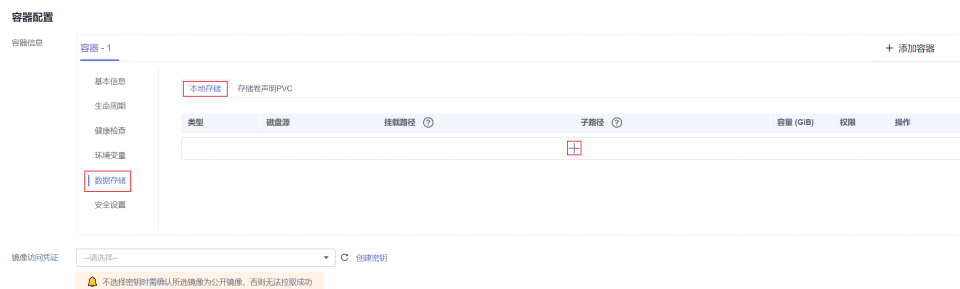 容器配置
容器信息
容器 - 1
+ 添加容器
基本信息
生命周期
健康检查
环境变量
数据存储
安全设置
本地存储 存储卷声明PVC
类型 磁盘源 挂载路径 ? 子路径 ? 容量 (GiB) 权限 操作
+
镜像访问凭证 --请选择-- 创建密钥
不选择密钥时需确认所选镜像为公开镜像，否则无法拉取成功